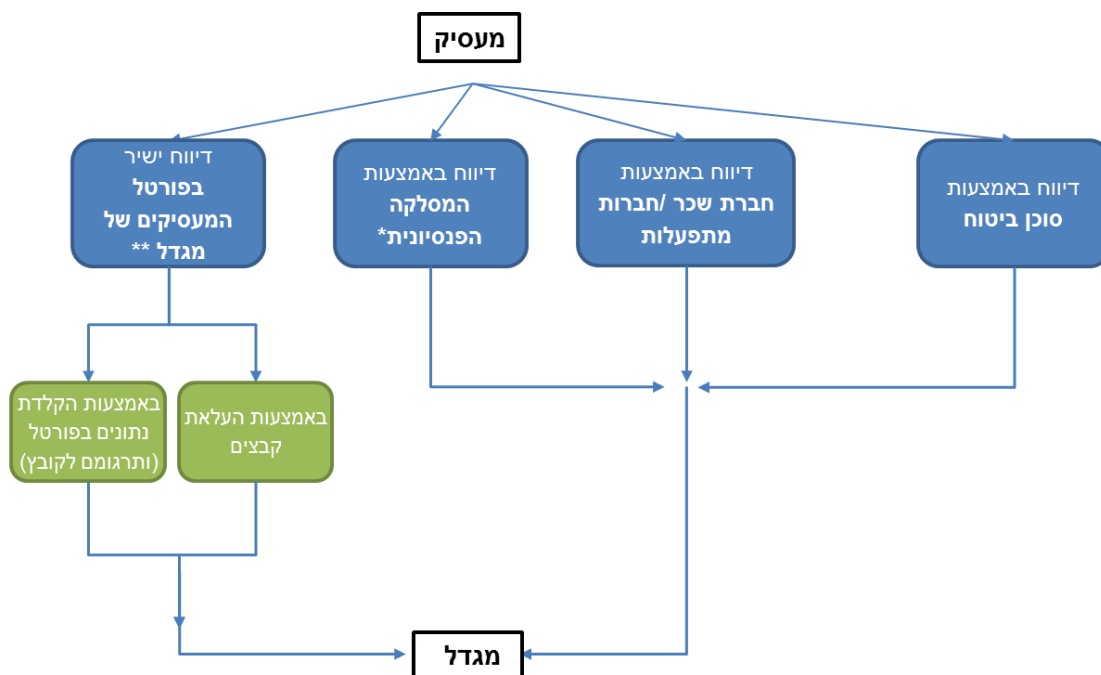 מעסיק
דיווח באמצעות
סוכן ביטוח
דיווח באמצעות
חברת שכר /חברות
מתפעלות
דיווח באמצעות
המסלקה
הפנסיונית*
דיווח ישיר
בפורטל
המעסיקים של
מגדל **
באמצעות העלאת
קבצים
באמצעות הקלדת
נתונים בפורטל
(ותרגומם לקובץ)
מגדל